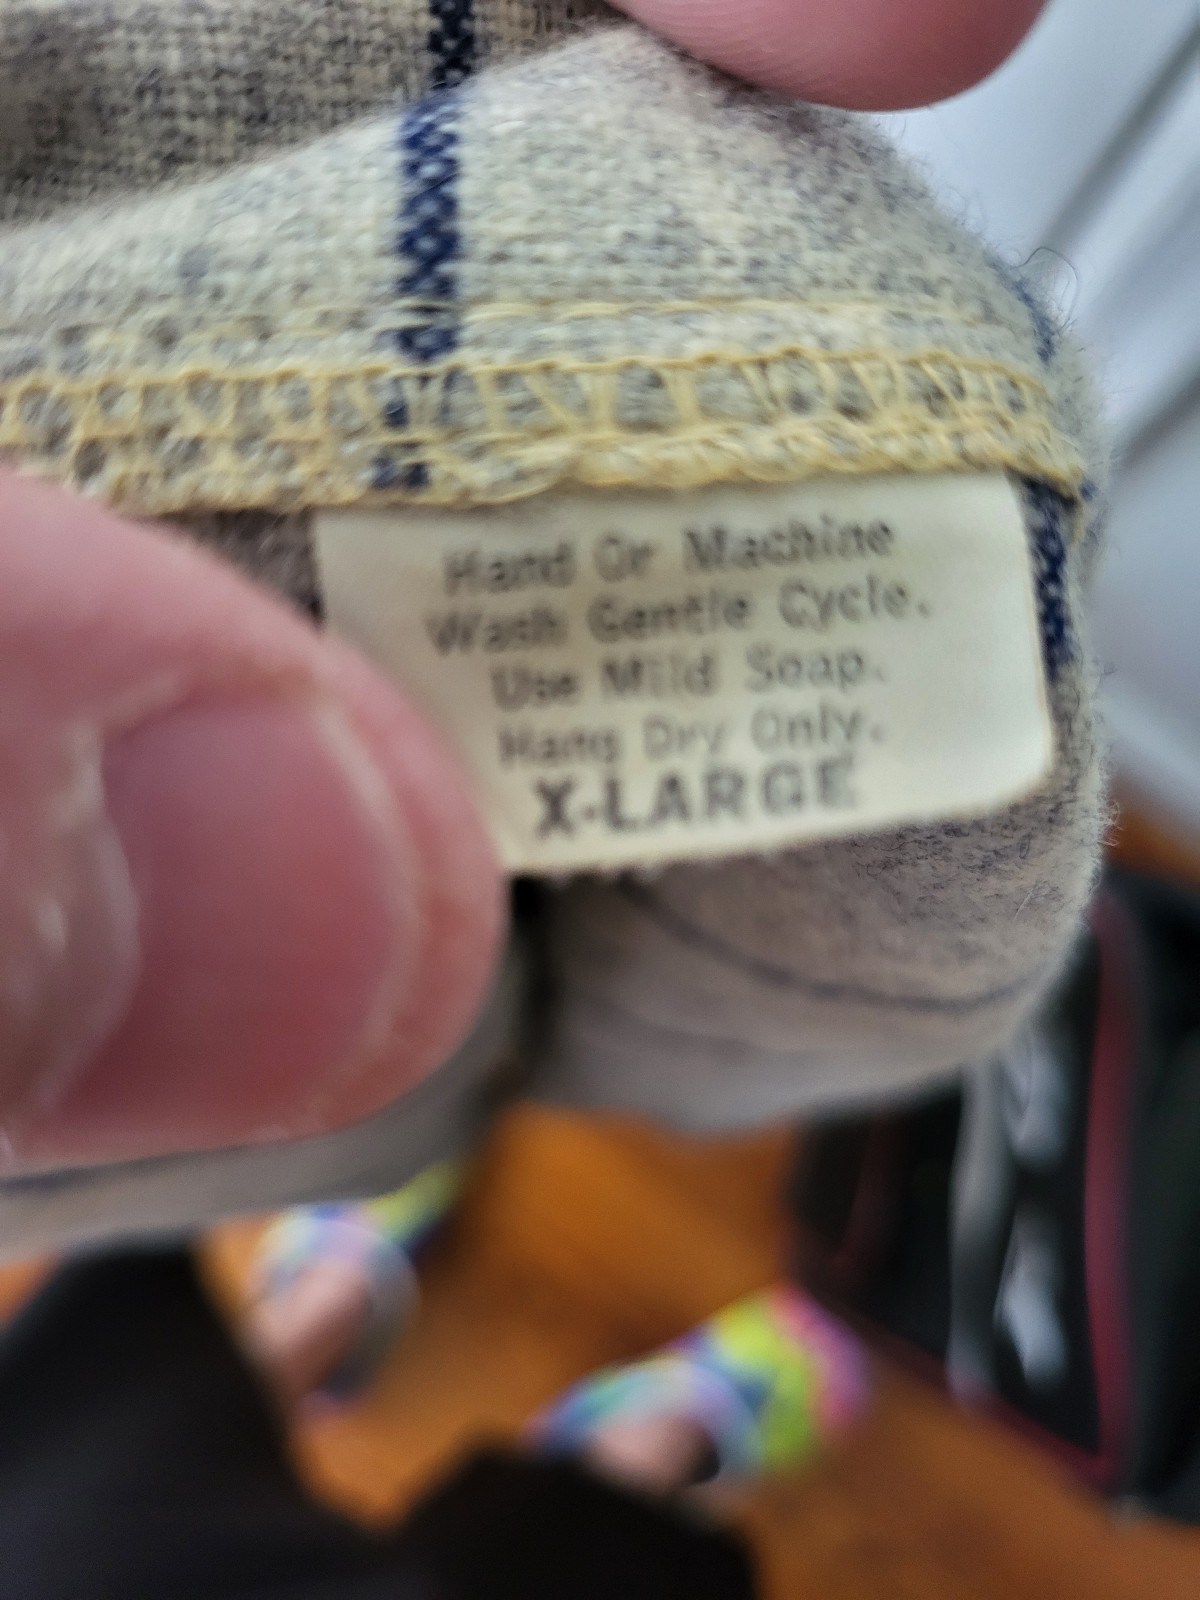 Hand Or Machine
Wash Gentle Cycle.
Use Mild Soap.
Hang Dry Only.
X-LARGE